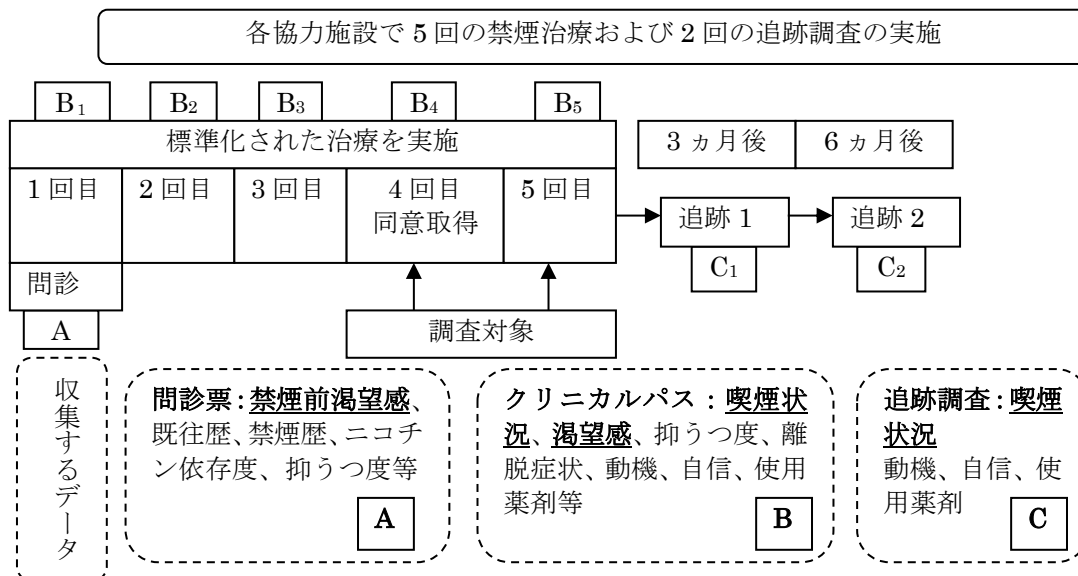 各協力施設で 5 回の禁煙治療および 2 回の追跡調査の実施
B1 B2 B3 B4 B5
標準化された治療を実施
3 ヵ月後 6 ヵ月後
1 回目 2 回目 3 回目 4 回目 5 回目
同意取得
追跡 1 追跡 2
C1 C2
問診
A
調査対象
収集するデータ
問診票:禁煙前渇望感、
既往歴、禁煙歴、ニコチ
ン依存度、抑うつ度等
A
クリニカルパス:喫煙状
況、渇望感、抑うつ度、離
脱症状、動機、自信、使用
薬剤等
B
追跡調査:喫煙
状況
動機、自信、使
用薬剤
C